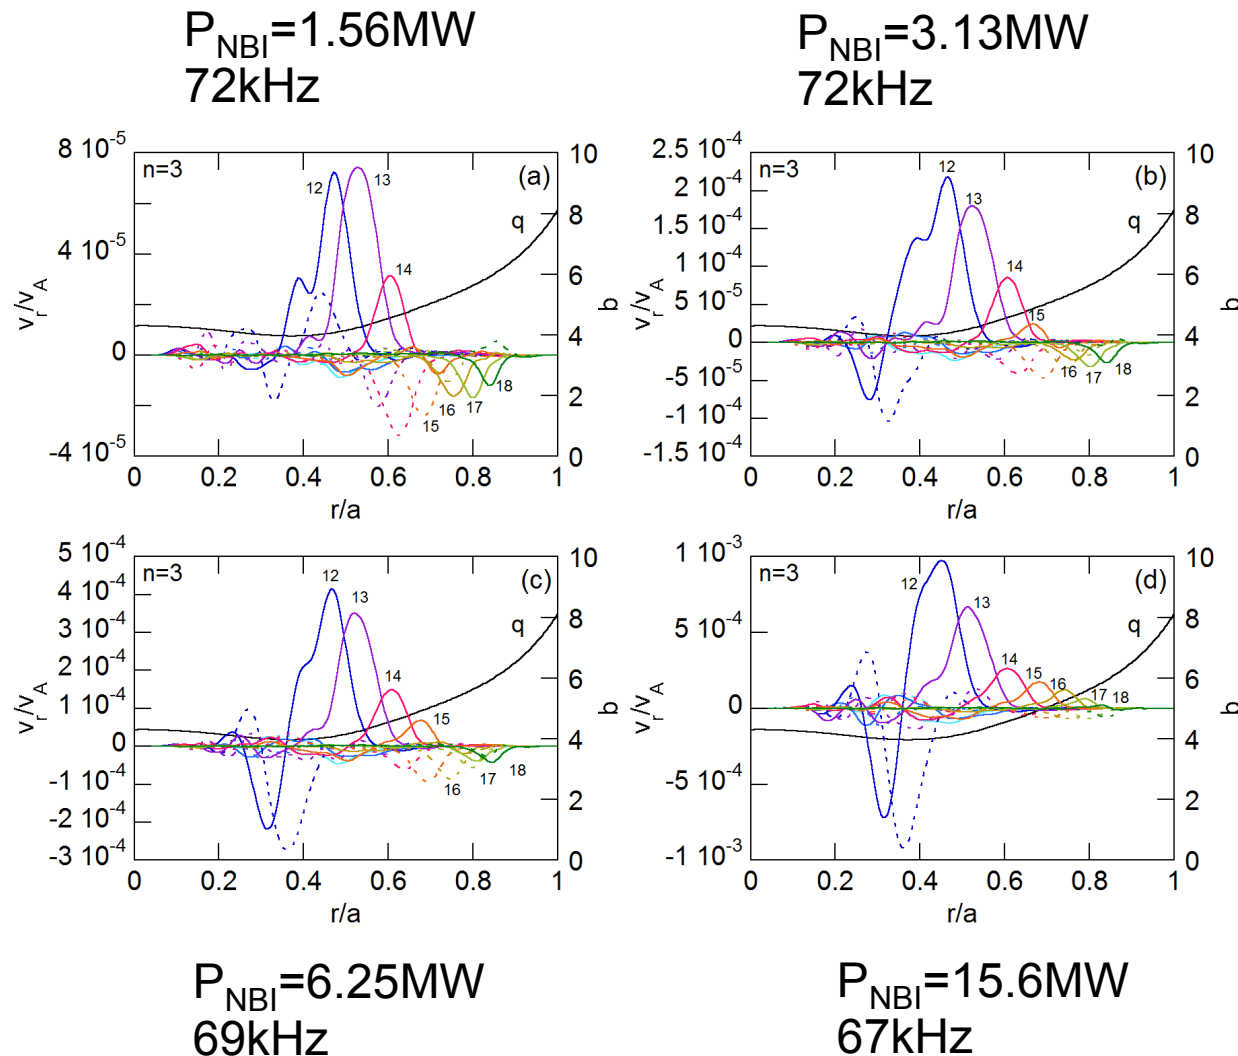 P_NBI=1.56MW
72kHz
P_NBI=3.13MW
72kHz
8 10^-5
4 10^-5
0
-4 10^-5
v_r/v_A
n=3
(a)
12
13
14
15
16
17
18
q
10
8
6
4
2
0
q
0 0.2 0.4 0.6 0.8 1
r/a
2.5 10^-4
2 10^-4
1.5 10^-4
1 10^-4
5 10^-5
0
-5 10^-5
-1 10^-4
-1.5 10^-4
v_r/v_A
n=3
(b)
12
13
14
15
16
17
18
q
10
8
6
4
2
0
q
0 0.2 0.4 0.6 0.8 1
r/a
5 10^-4
4 10^-4
3 10^-4
2 10^-4
1 10^-4
0
-1 10^-4
-2 10^-4
-3 10^-4
v_r/v_A
n=3
(c)
12
13
14
15
16
17
18
q
10
8
6
4
2
0
q
0 0.2 0.4 0.6 0.8 1
r/a
1 10^-3
5 10^-4
0
-5 10^-4
-1 10^-3
v_r/v_A
n=3
(d)
12
13
14
15
16
17
18
q
10
8
6
4
2
0
q
0 0.2 0.4 0.6 0.8 1
r/a
P_NBI=6.25MW
69kHz
P_NBI=15.6MW
67kHz